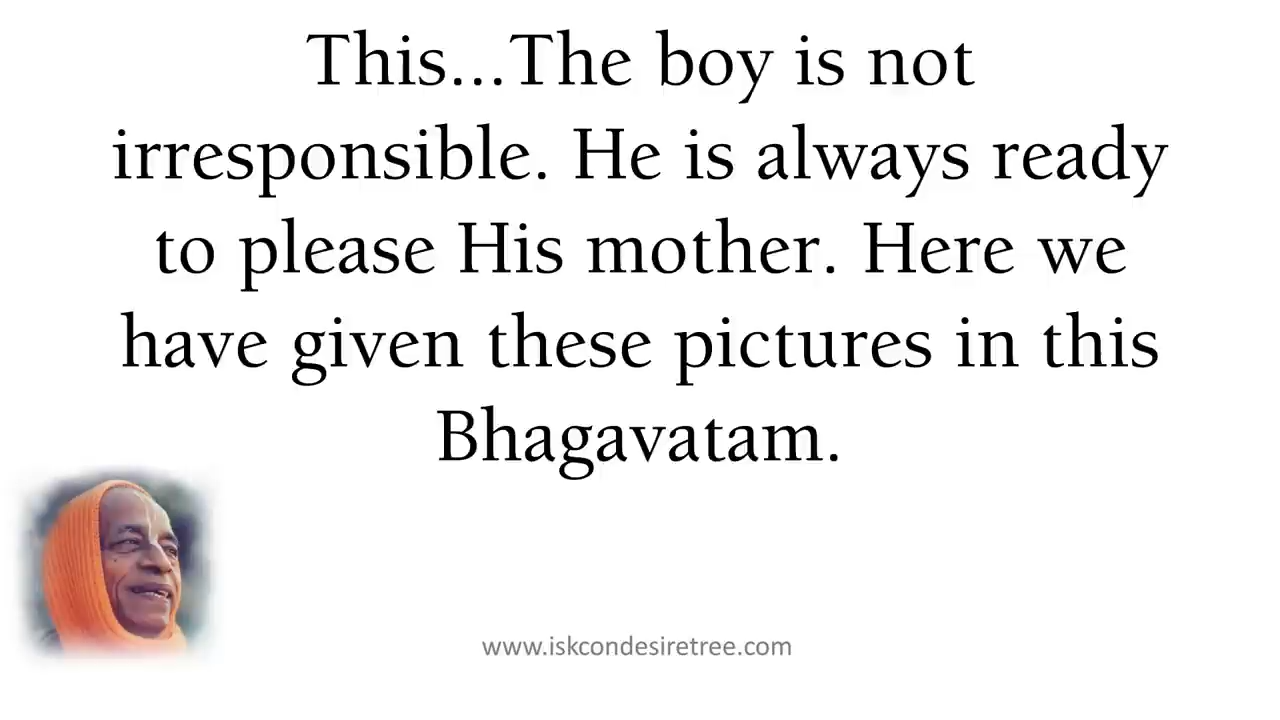 This...The boy is not
irresponsible. He is always ready
to please His mother. Here we
have given these pictures in this
Bhagavatam.
www.iskcondesiretree.com